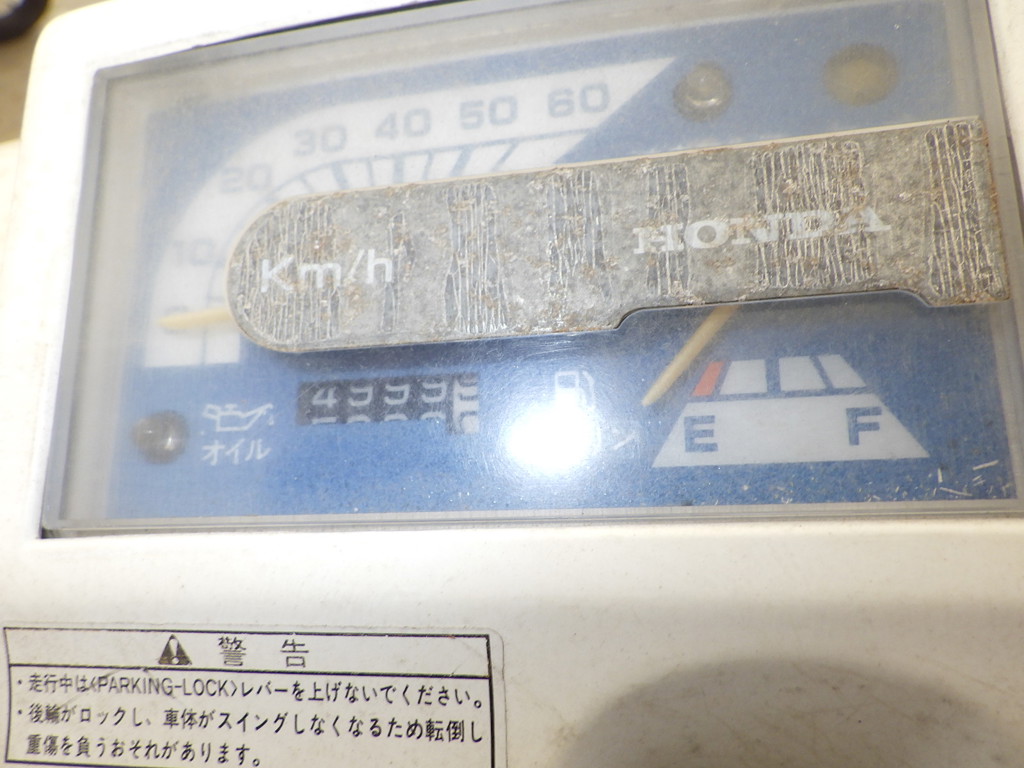 10
20
30
40
50
60
Km/h
HONDA
オイル
4
E
F
警告
・走行中は〈PARKING-LOCK〉レバーを上げないでください。
・後輪がロックし、車体がスイングしなくなるため転倒し
重傷を負うおそれがあります。